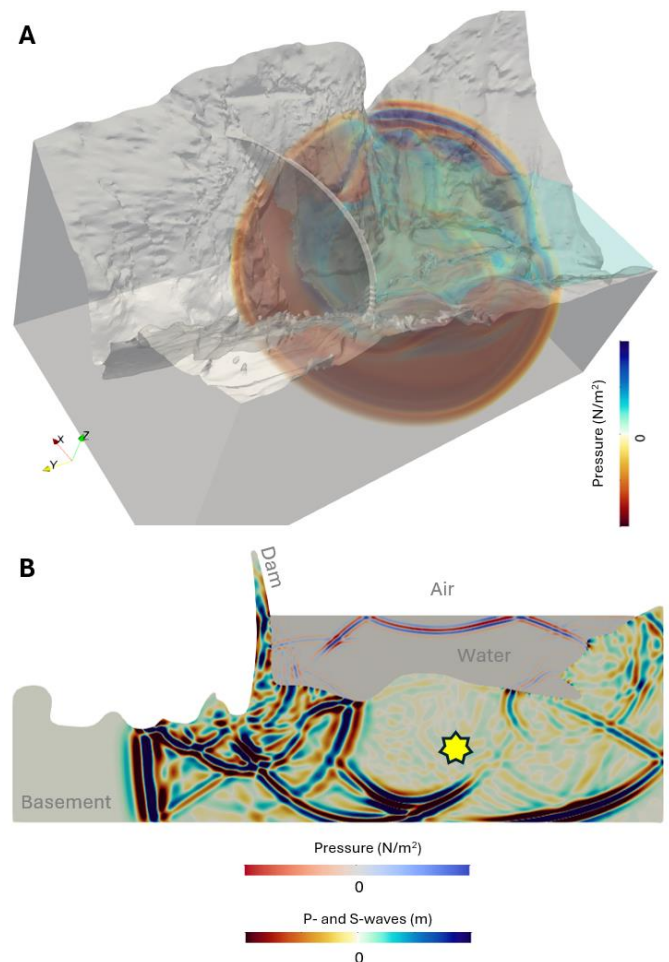 A
X
Z
Y
Pressure (N/m²)
0
B
Dam
Air
Water
Basement
Pressure (N/m²)
0
P- and S-waves (m)
0